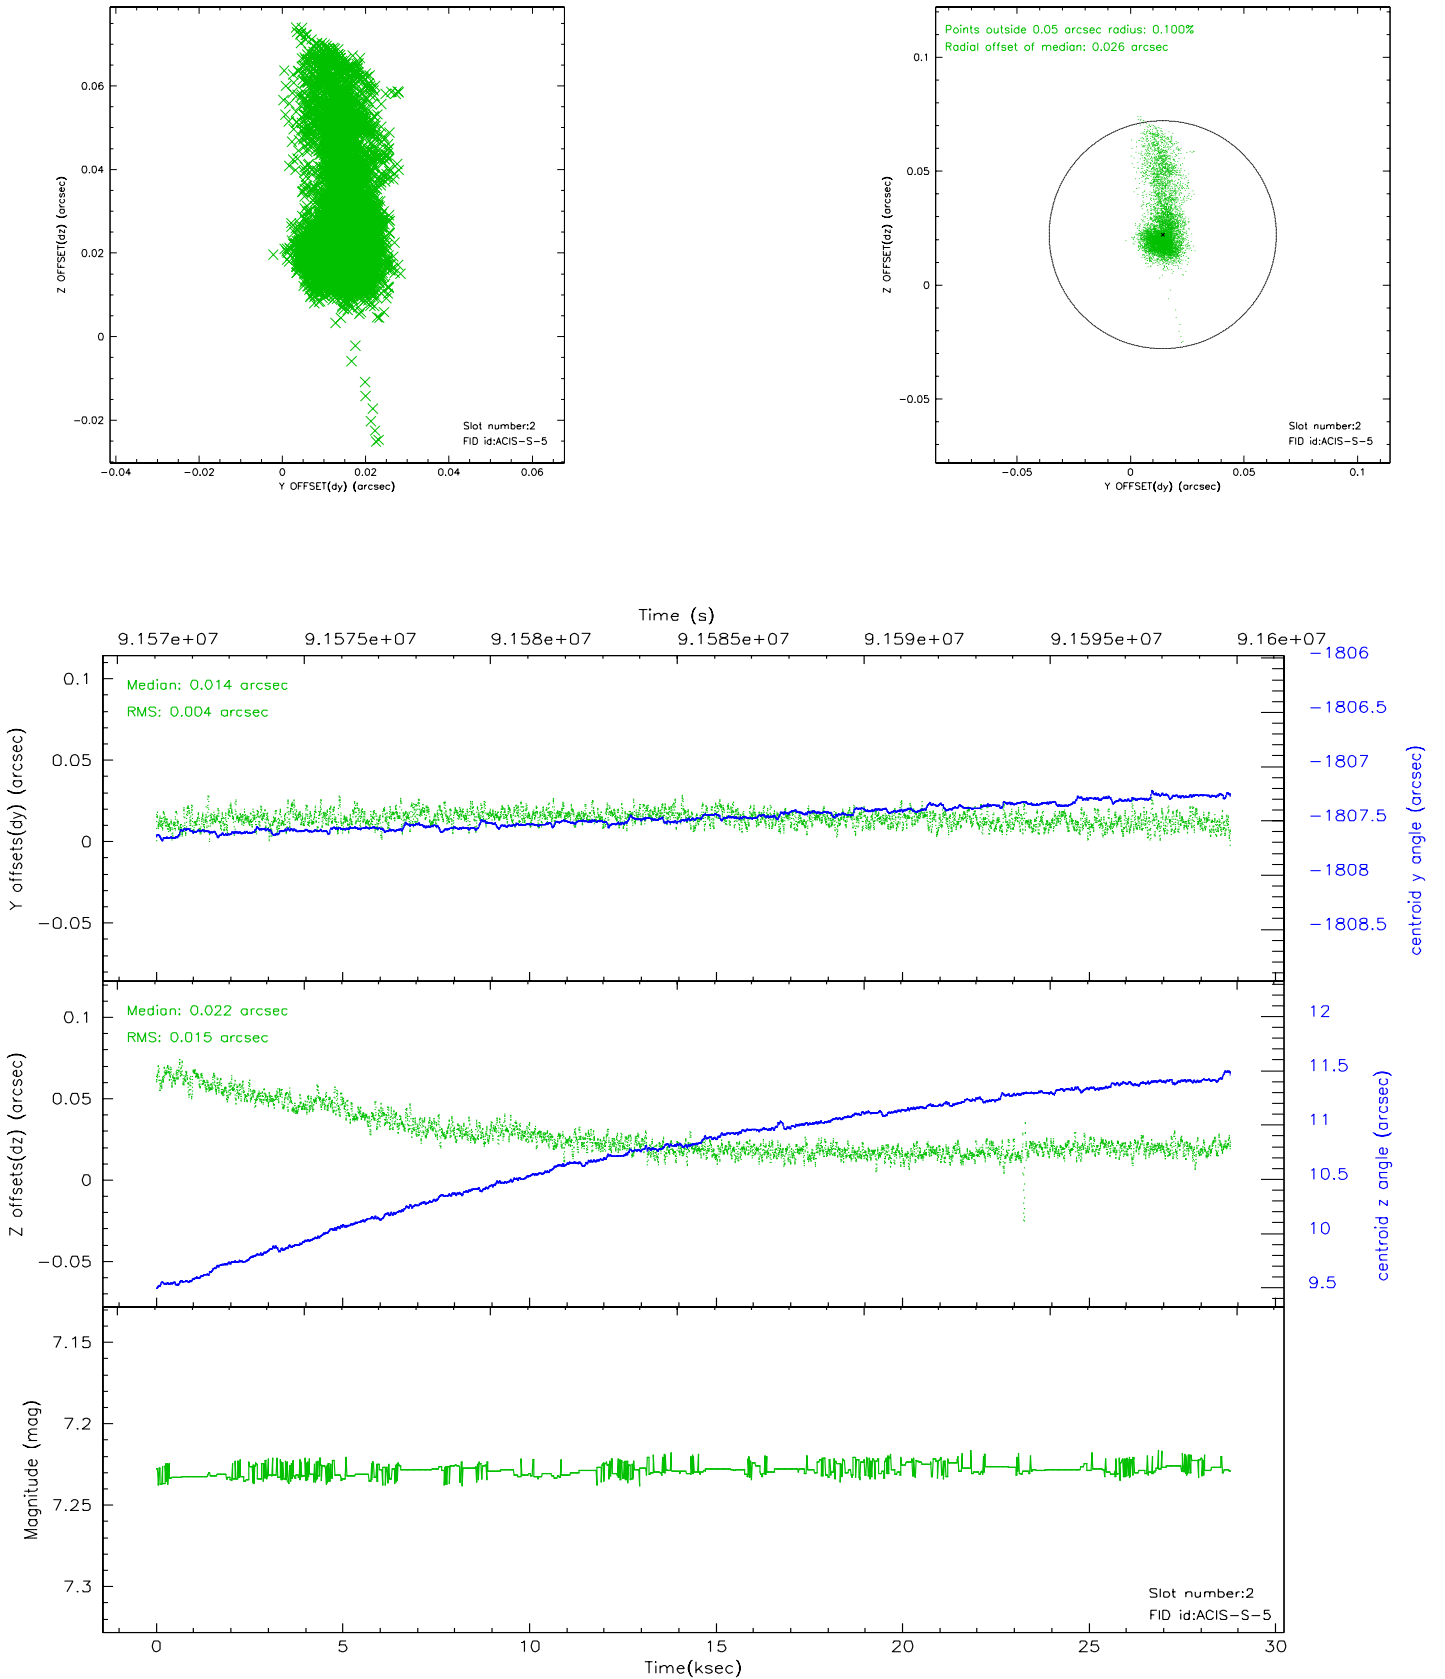 0.06
0.04
0.02
0
−0.02
Z OFFSET(dz) (arcsec)
Slot number:2
FID id:ACIS−S−5
−0.04 −0.02 0 0.02 0.04 0.06
Y OFFSET(dy) (arcsec)
Points outside 0.05 arcsec radius: 0.100%
Radial offset of median: 0.026 arcsec
0.1
0.05
0
−0.05
Z OFFSET(dz) (arcsec)
Slot number:2
FID id:ACIS−S−5
−0.05 0 0.05 0.1
Y OFFSET(dy) (arcsec)
Time (s)
9.157e+07 9.1575e+07 9.158e+07 9.1585e+07 9.159e+07 9.1595e+07 9.16e+07
Median: 0.014 arcsec
RMS: 0.004 arcsec
0.1
0.05
0
−0.05
Y offsets(dy) (arcsec)
−1806
−1806.5
−1807
−1807.5
−1808
−1808.5
centroid y angle (arcsec)
Median: 0.022 arcsec
RMS: 0.015 arcsec
0.1
0.05
0
−0.05
Z offsets(dz) (arcsec)
12
11.5
11
10.5
10
9.5
centroid z angle (arcsec)
7.15
7.2
7.25
7.3
Magnitude (mag)
Slot number:2
FID id:ACIS−S−5
0 5 10 15 20 25 30
Time(ksec)